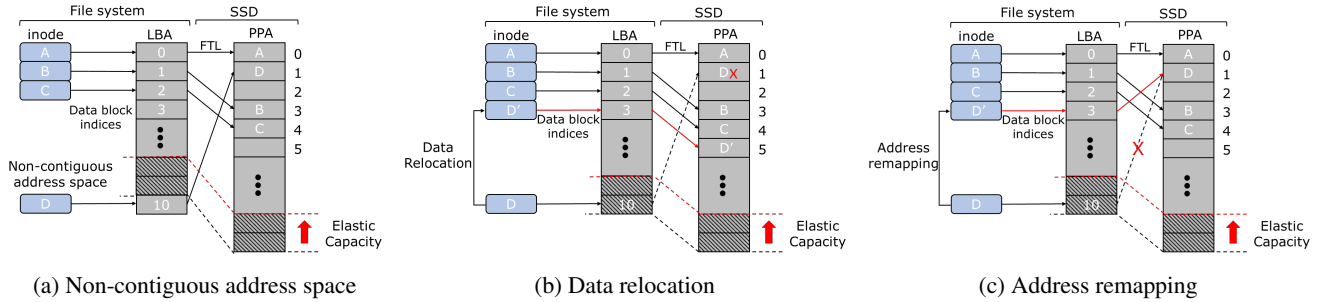 File system
SSD
inode
LBA
PPA
FTL
A
B
C
0
1
2
3
A
D
B
C
0
1
2
3
4
5
Data block
indices
Non-contiguous
address space
D
10
Elastic
Capacity
(a) Non-contiguous address space
File system
SSD
inode
LBA
PPA
FTL
A
B
C
D'
0
1
2
3
A
D
X
B
C
D'
0
1
2
3
4
5
Data block
indices
Data
Relocation
D
10
Elastic
Capacity
(b) Data relocation
File system
SSD
inode
LBA
PPA
FTL
A
B
C
D'
0
1
2
3
A
D
B
C
0
1
2
3
4
5
Data block
indices
X
Address
remapping
D
10
Elastic
Capacity
(c) Address remapping